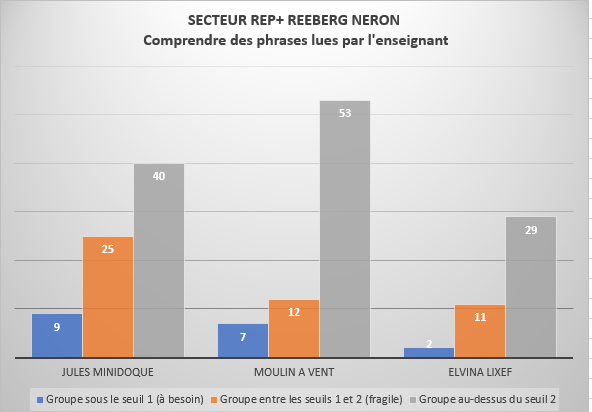 SECTEUR REP+ REEBERG NERON
Comprendre des phrases lues par l'enseignant
9
25
40
7
12
53
2
11
29
JULES MINIDOQUE
MOULIN A VENT
ELVINA LIXEF
Groupe sous le seuil 1 (à besoin)
Groupe entre les seuils 1 et 2 (fragile)
Groupe au-dessus du seuil 2